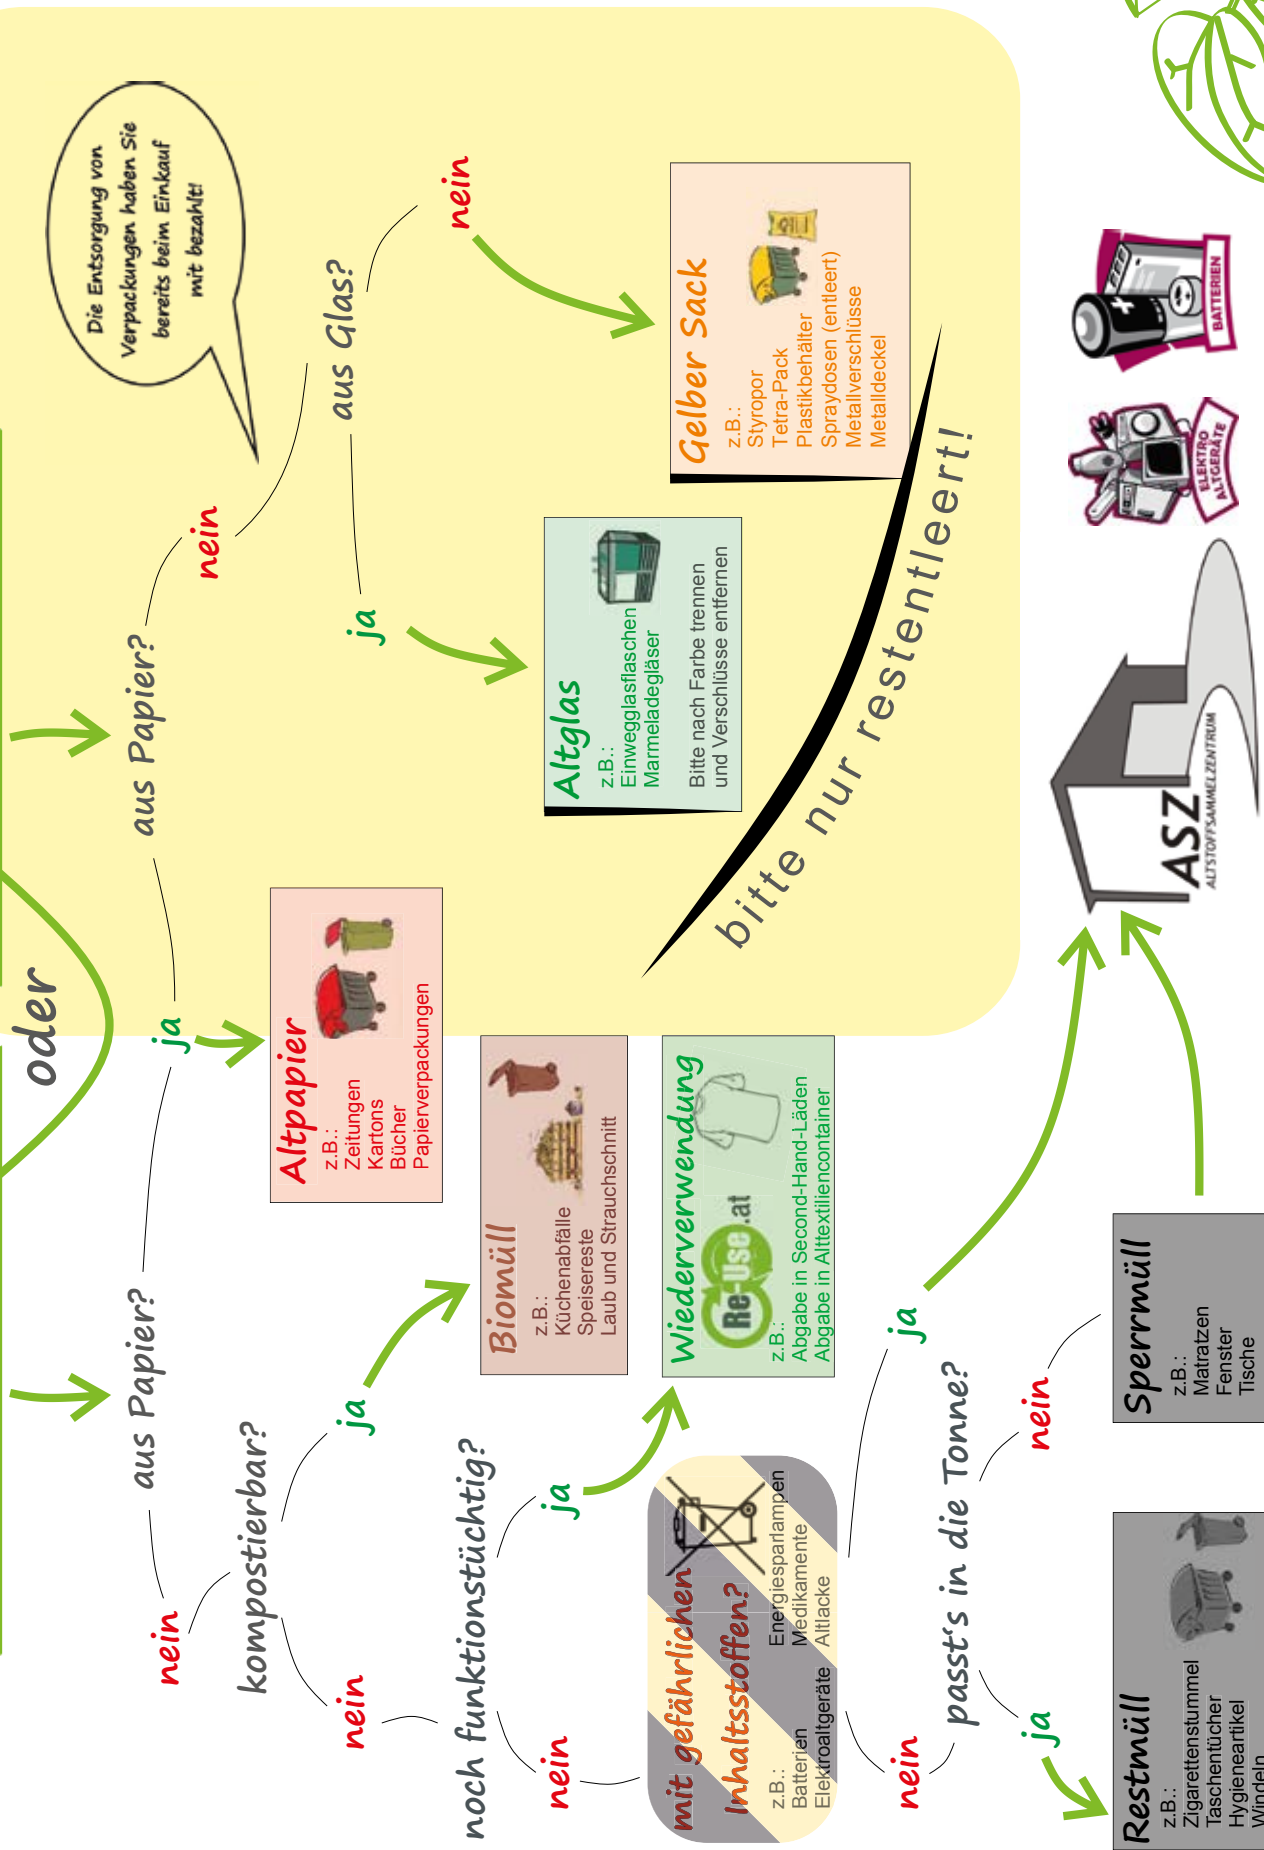 oder
Die Entsorgung von
Verpackungen haben Sie
bereits beim Einkauf
mit bezahlt!
aus Papier?
nein
ja
aus Papier?
nein
ja
kompostierbar?
nein
ja
noch funktionstüchtig?
nein
ja
mit gefährlichen
Inhaltsstoffen?
z.B.:
Batterien
Elektroaltgeräte
Energiesparlampen
Medikamente
Altlacke
nein
ja
passt's in die Tonne?
ja
nein
Restmüll
z.B.:
Zigarettenstummel
Taschentücher
Hygieneartikel
Windeln
Sperrmüll
z.B.:
Matratzen
Fenster
Tische
Altpapier
z.B.:
Zeitungen
Kartons
Bücher
Papierverpackungen
Biomüll
z.B.:
Küchenabfälle
Speisereste
Laub und Strauchschnitt
Wiederverwendung
Re-Use.at
z.B.:
Abgabe in Second-Hand-Läden
Abgabe in Alttextiliencontainer
aus Glas?
ja
nein
Altglas
z.B.:
Einwegglasflaschen
Marmeladegläser
Bitte nach Farbe trennen
und Verschlüsse entfernen
Gelber Sack
z.B.:
Styropor
Tetra-Pack
Plastikbehälter
Spraydosen (entleert)
Metallverschlüsse
Metalldeckel
bitte nur restentleert!
ASZ
ALTSTOFFSAMMELZENTRUM
ELEKTRO
ALTGERÄTE
BATTERIEN